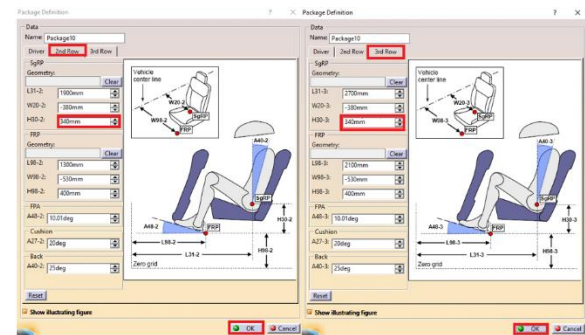 Package Definition ? ×
Data
Name: Package10
Driver 2nd Row 3rd Row
SgRP
Geometry:
Clear
L31-2: 1900mm
W20-2: -380mm
H30-2: 340mm
FRP
Geometry:
Clear
L98-2: 1300mm
W98-2: -530mm
H98-2: 400mm
FPA
A48-2: 10.01deg
Cushion
A27-2: 20deg
Back
A40-2: 25deg
Reset
Show illustrating figure
OK Cancel
Vehicle
center line
W20-2
SgRP
W98-2
FRP
A40-2
SgRP
A48-2
FRP
H30-2
L98-2
H98-2
L31-2
Zero grid
Package Definition ? ×
Data
Name: Package10
Driver 2nd Row 3rd Row
SgRP
Geometry:
Clear
L31-3: 2700mm
W20-3: -380mm
H30-3: 340mm
FRP
Geometry:
Clear
L98-3: 2100mm
W98-3: -530mm
H98-3: 400mm
FPA
A48-3: 10.01deg
Cushion
A27-3: 20deg
Back
A40-3: 25deg
Reset
Show illustrating figure
OK Cancel
Vehicle
center line
W20-3
SgRP
W98-3
FRP
A40-3
SgRP
A48-3
FRP
H30-3
L98-3
H98-3
L31-3
Zero grid